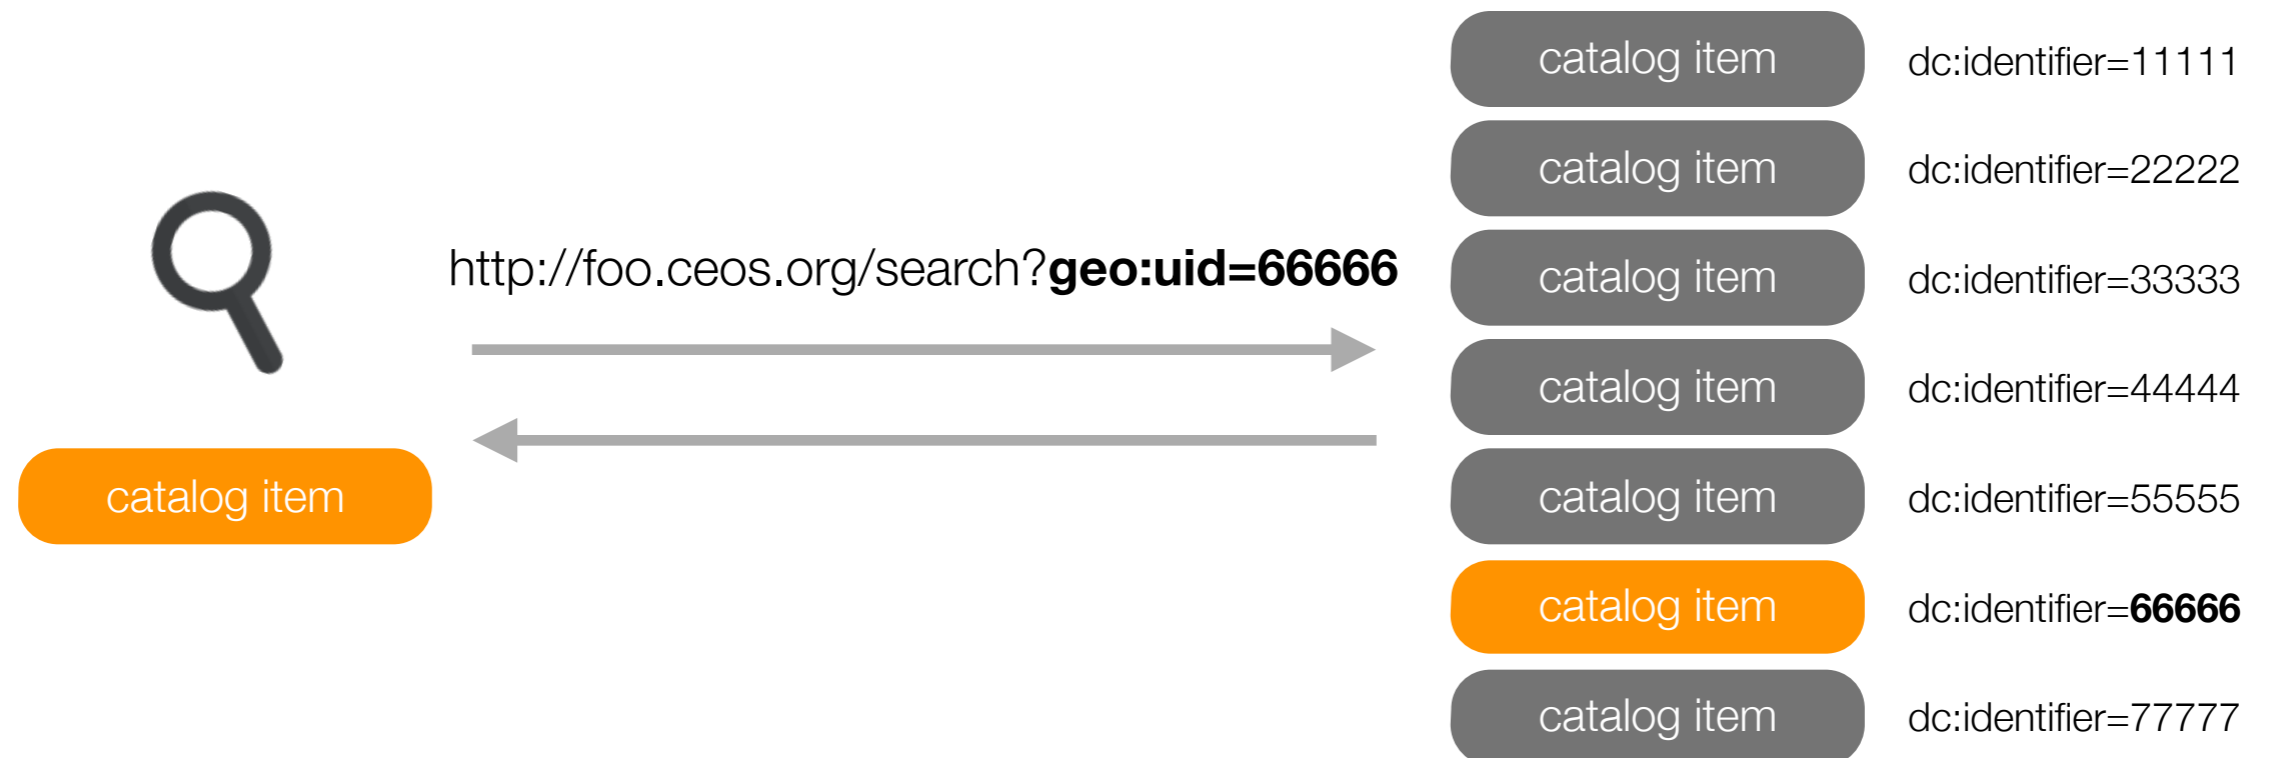 catalog item dc:identifier=11111
catalog item dc:identifier=22222
http://foo.ceos.org/search?geo:uid=66666
catalog item dc:identifier=33333
catalog item dc:identifier=44444
catalog item
catalog item dc:identifier=55555
catalog item dc:identifier=66666
catalog item dc:identifier=77777